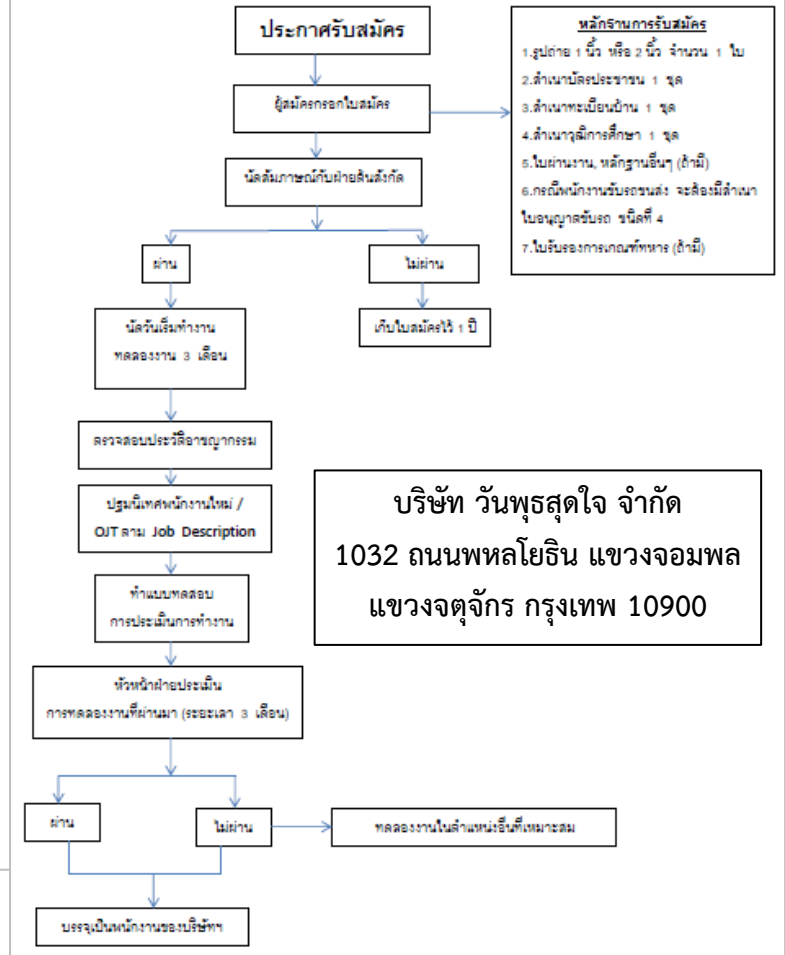 ประกาศรับสมัคร
ผู้สมัครกรอกใบสมัคร
นัดสัมภาษณ์กับฝ่ายต้นสังกัด
หลักฐานการรับสมัคร
1.รูปถ่าย 1 นิ้ว หรือ 2 นิ้ว จำนวน 1 ใบ
2.สำเนาบัตรประชาชน 1 ชุด
3.สำเนาทะเบียนบ้าน 1 ชุด
4.สำเนาวุฒิการศึกษา 1 ชุด
5.ใบผ่านงาน, หลักฐานอื่นๆ (ถ้ามี)
6.กรณีพนักงานขับรถขนส่ง จะต้องมีสำเนา
ใบอนุญาตขับรถ ชนิดที่ 4
7.ใบรับรองการเกณฑ์ทหาร (ถ้ามี)
ผ่าน
ไม่ผ่าน
นัดวันเริ่มทำงาน
ทดลองงาน 3 เดือน
เก็บใบสมัครไว้ 1 ปี
ตรวจสอบประวัติอาชญากรรม
ปฐมนิเทศพนักงานใหม่ /
OJT ตาม Job Description
บริษัท วันพุธสุดใจ จำกัด
1032 ถนนพหลโยธิน แขวงจอมพล
แขวงจตุจักร กรุงเทพ 10900
ทำแบบทดสอบ
การประเมินการทำงาน
หัวหน้าฝ่ายประเมิน
การทดลองงานที่ผ่านมา (ระยะเลา 3 เดือน)
ผ่าน
ไม่ผ่าน
ทดลองงานในตำแหน่งอื่นที่เหมาะสม
บรรจุเป็นพนักงานของบริษัทฯ